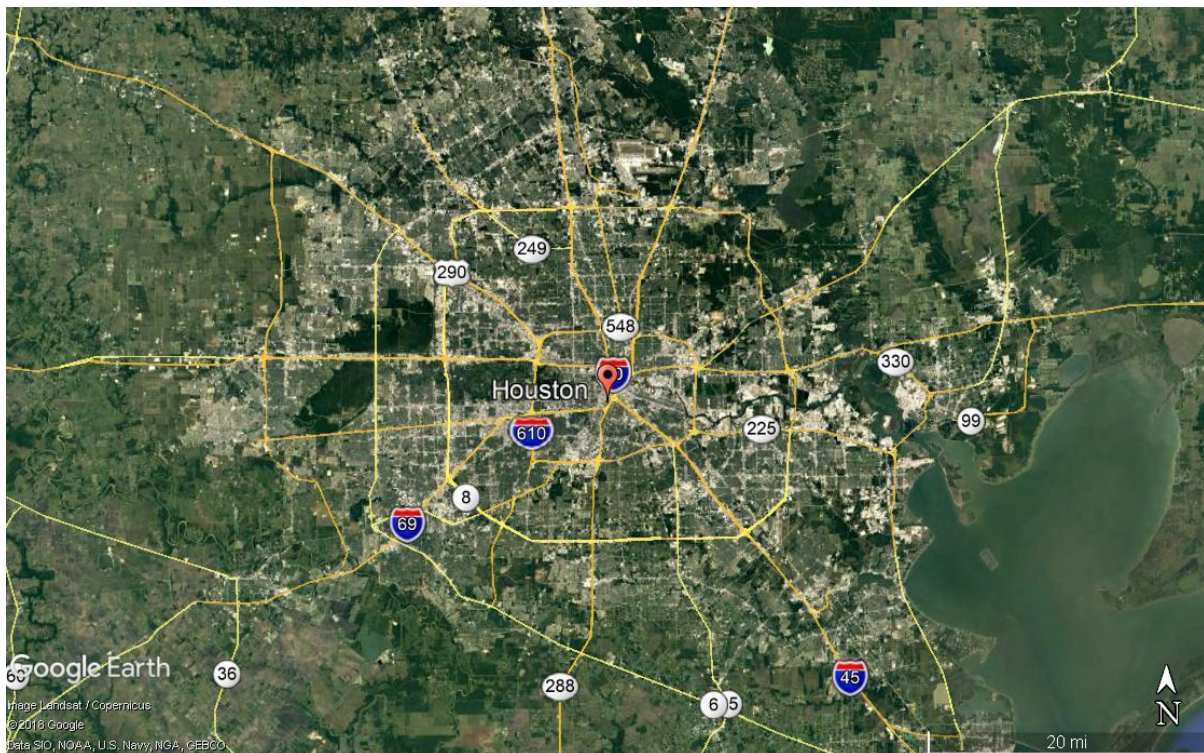 249
290
548
330
Houston
610
225
99
8
69
36
288
45
6
Google Earth
Image Landsat / Copernicus
©2018 Google
Data SIO, NOAA, U.S. Navy, NGA, GEBCO
N
20 mi